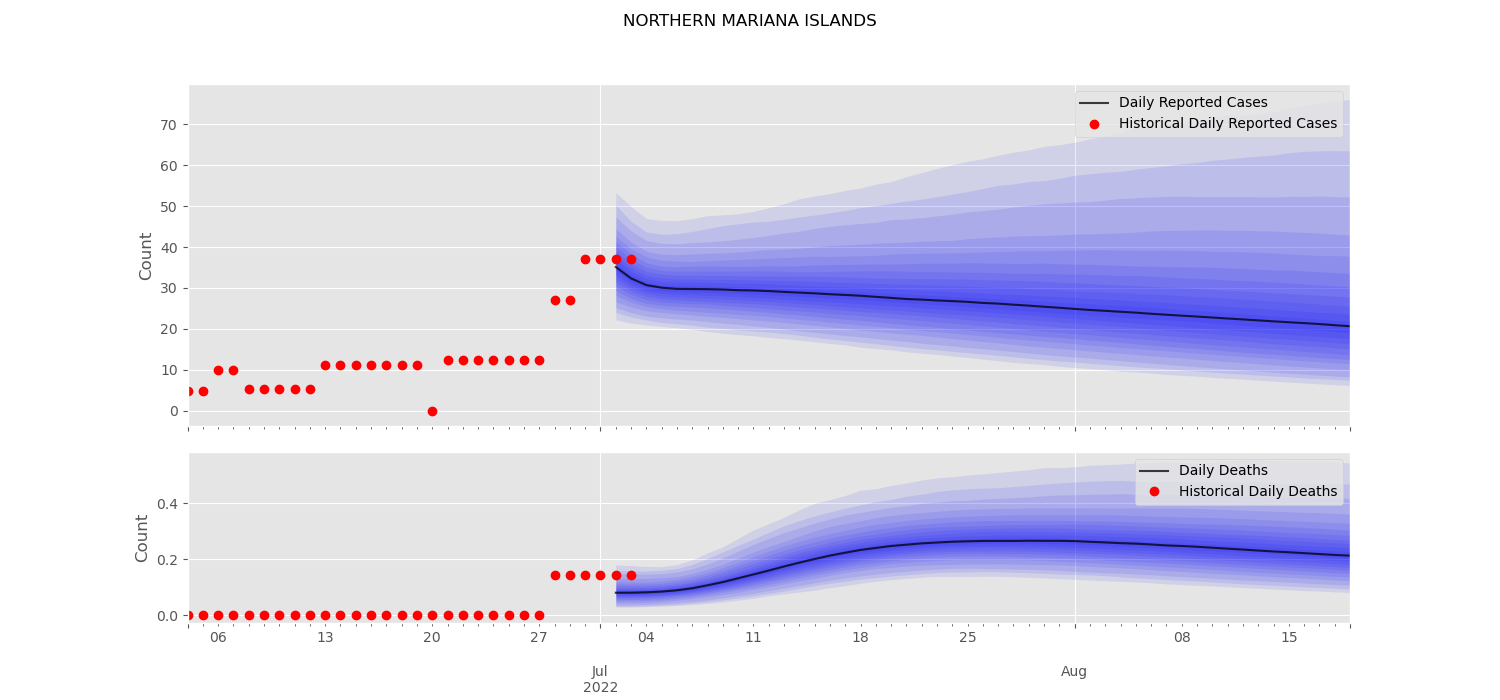 NORTHERN MARIANA ISLANDS
Daily Reported Cases
Historical Daily Reported Cases
Count
70
60
50
40
30
20
10
0
Daily Deaths
Historical Daily Deaths
Count
0.4
0.2
0.0
06 13 20 27 04 11 18 25 08 15
Jul Aug
2022